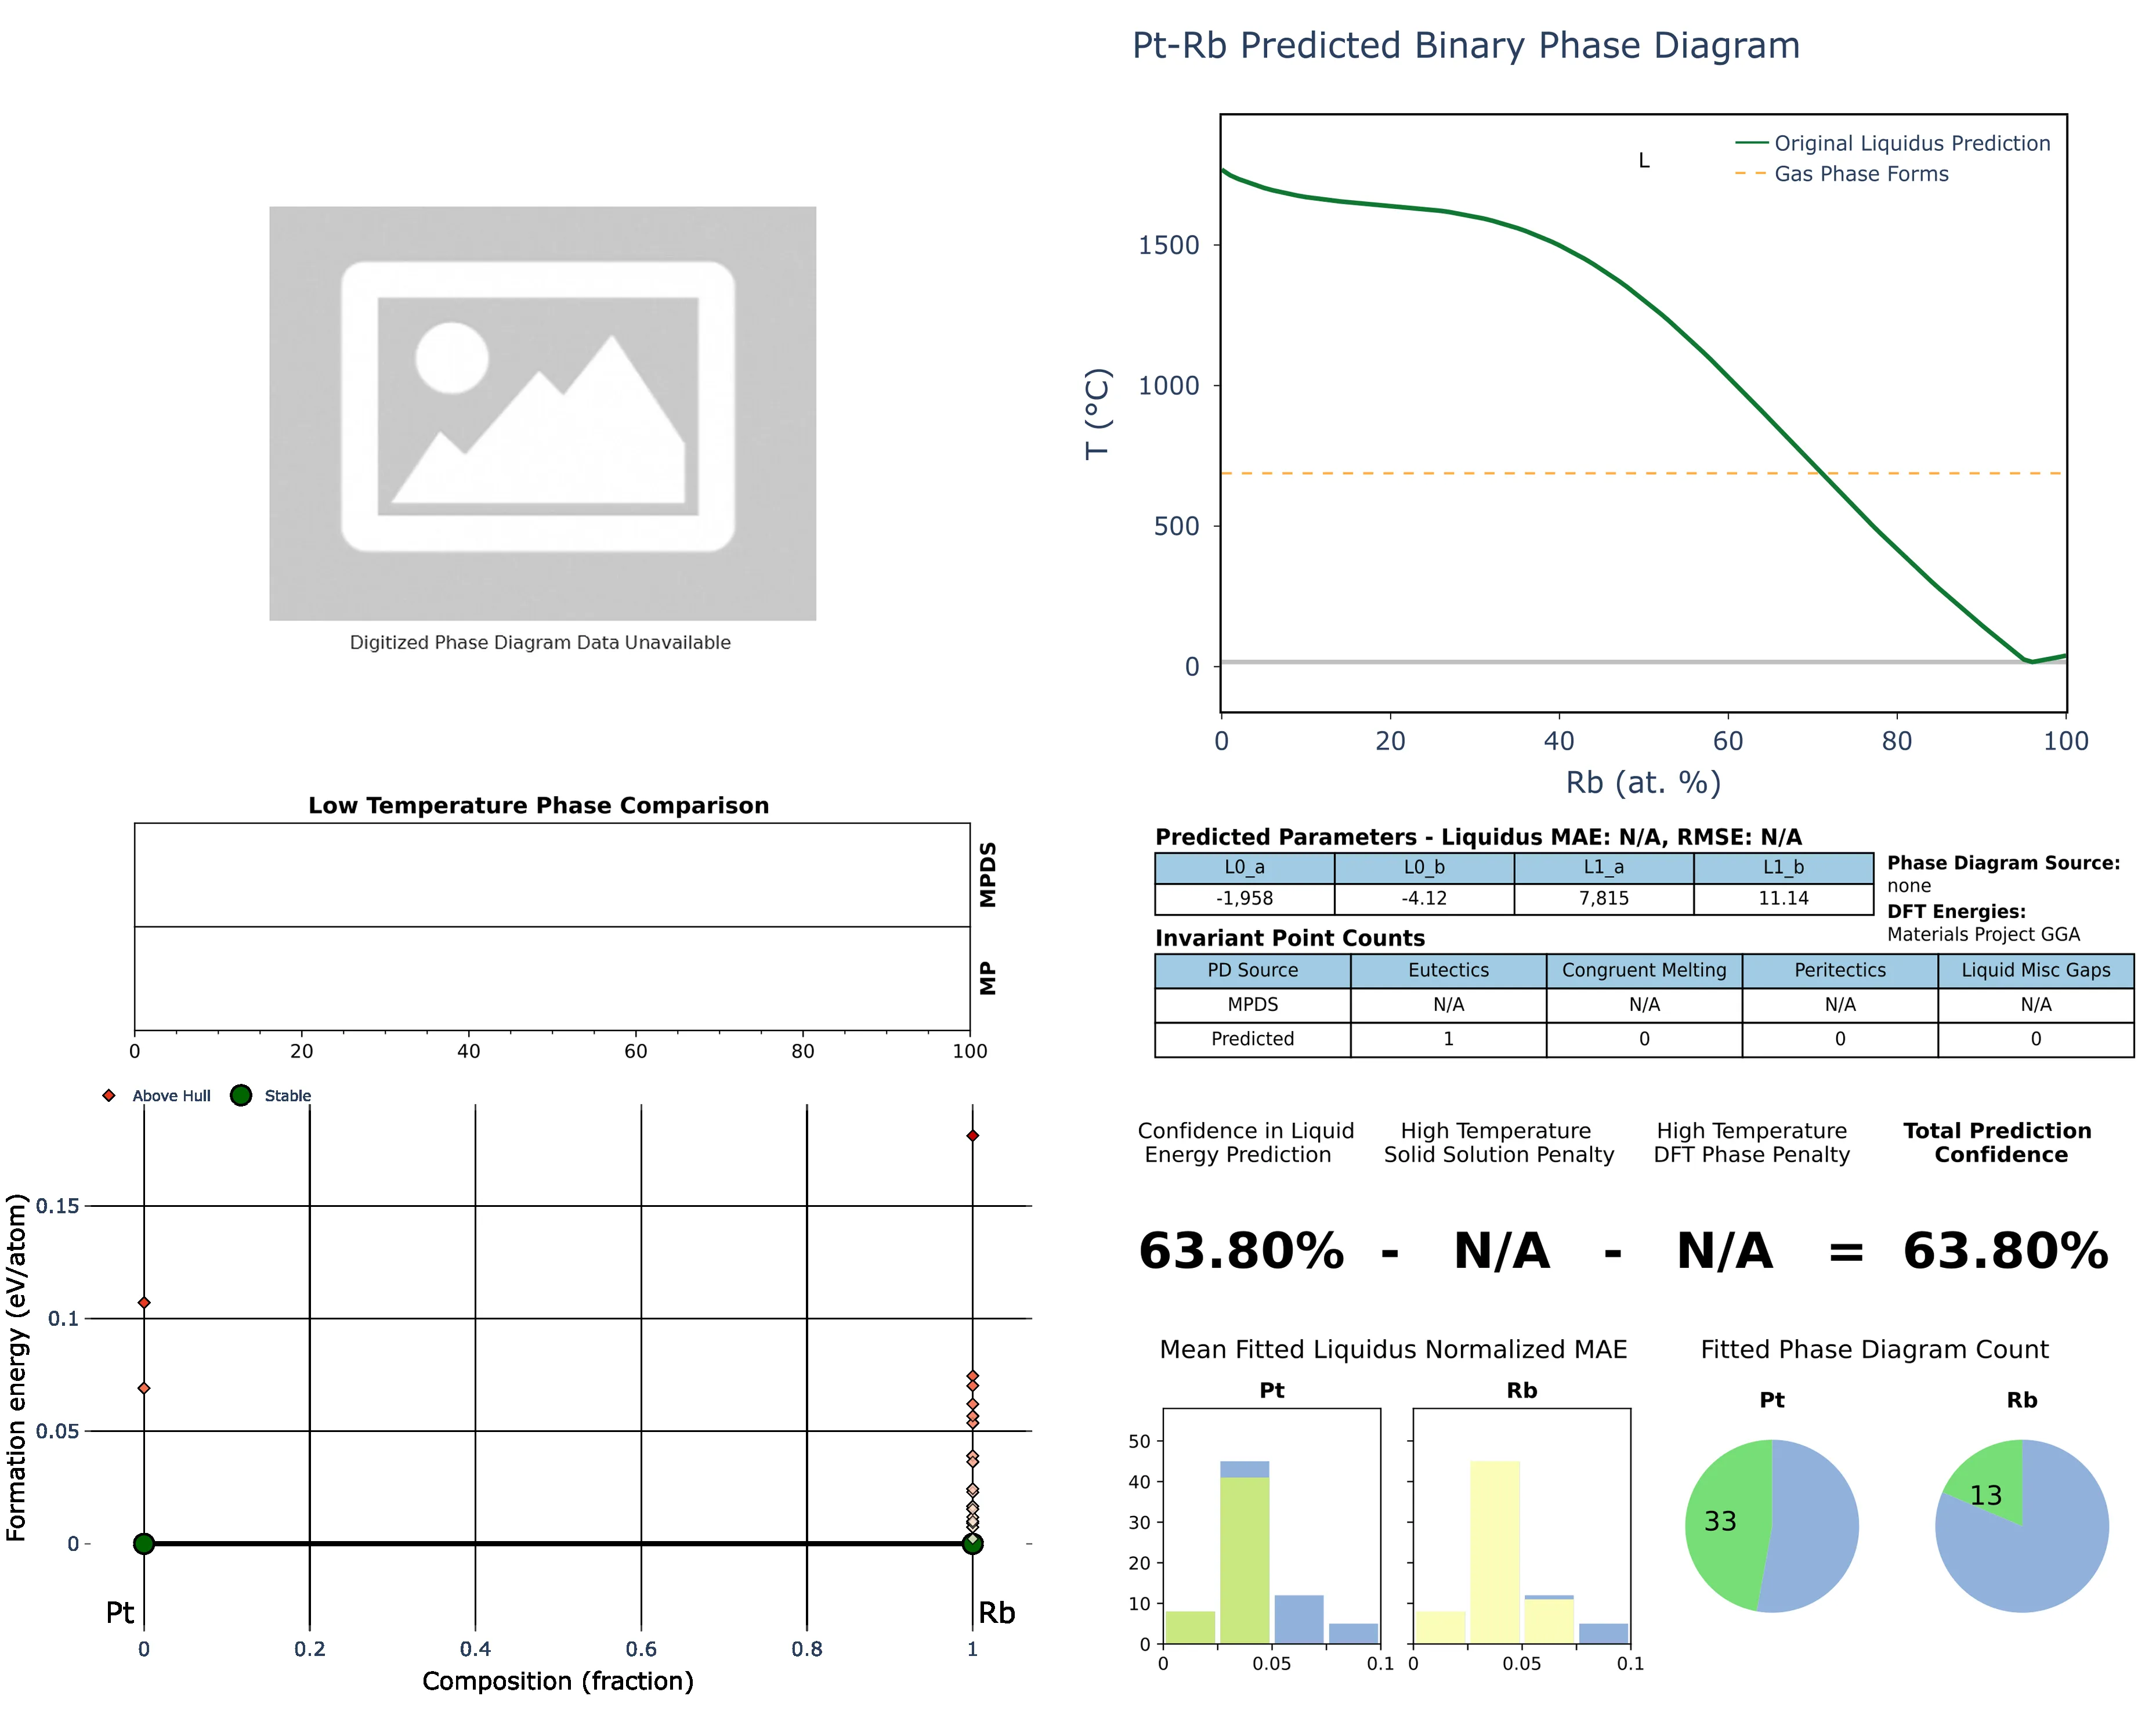 Pt-Rb Predicted Binary Phase Diagram
Digitized Phase Diagram Data Unavailable
Original Liquidus Prediction
Gas Phase Forms
L
T (°C)
1500
1000
500
0
0 20 40 60 80 100
Rb (at. %)
Low Temperature Phase Comparison
MPDS
MP
0 20 40 60 80 100
Predicted Parameters - Liquidus MAE: N/A, RMSE: N/A
L0_a L0_b L1_a L1_b
-1,958 -4.12 7,815 11.14
Phase Diagram Source:
none
DFT Energies:
Materials Project GGA
Invariant Point Counts
PD Source Eutectics Congruent Melting Peritectics Liquid Misc Gaps
MPDS N/A N/A N/A N/A
Predicted 1 0 0 0
Above Hull Stable
Formation energy (eV/atom)
0.15
0.1
0.05
0
Pt Rb
0 0.2 0.4 0.6 0.8 1
Composition (fraction)
Confidence in Liquid
Energy Prediction
High Temperature
Solid Solution Penalty
High Temperature
DFT Phase Penalty
Total Prediction
Confidence
63.80% - N/A - N/A = 63.80%
Mean Fitted Liquidus Normalized MAE
Pt Rb
50
40
30
20
10
0
0 0.05 0.1 0 0.05 0.1
Fitted Phase Diagram Count
Pt Rb
33 13